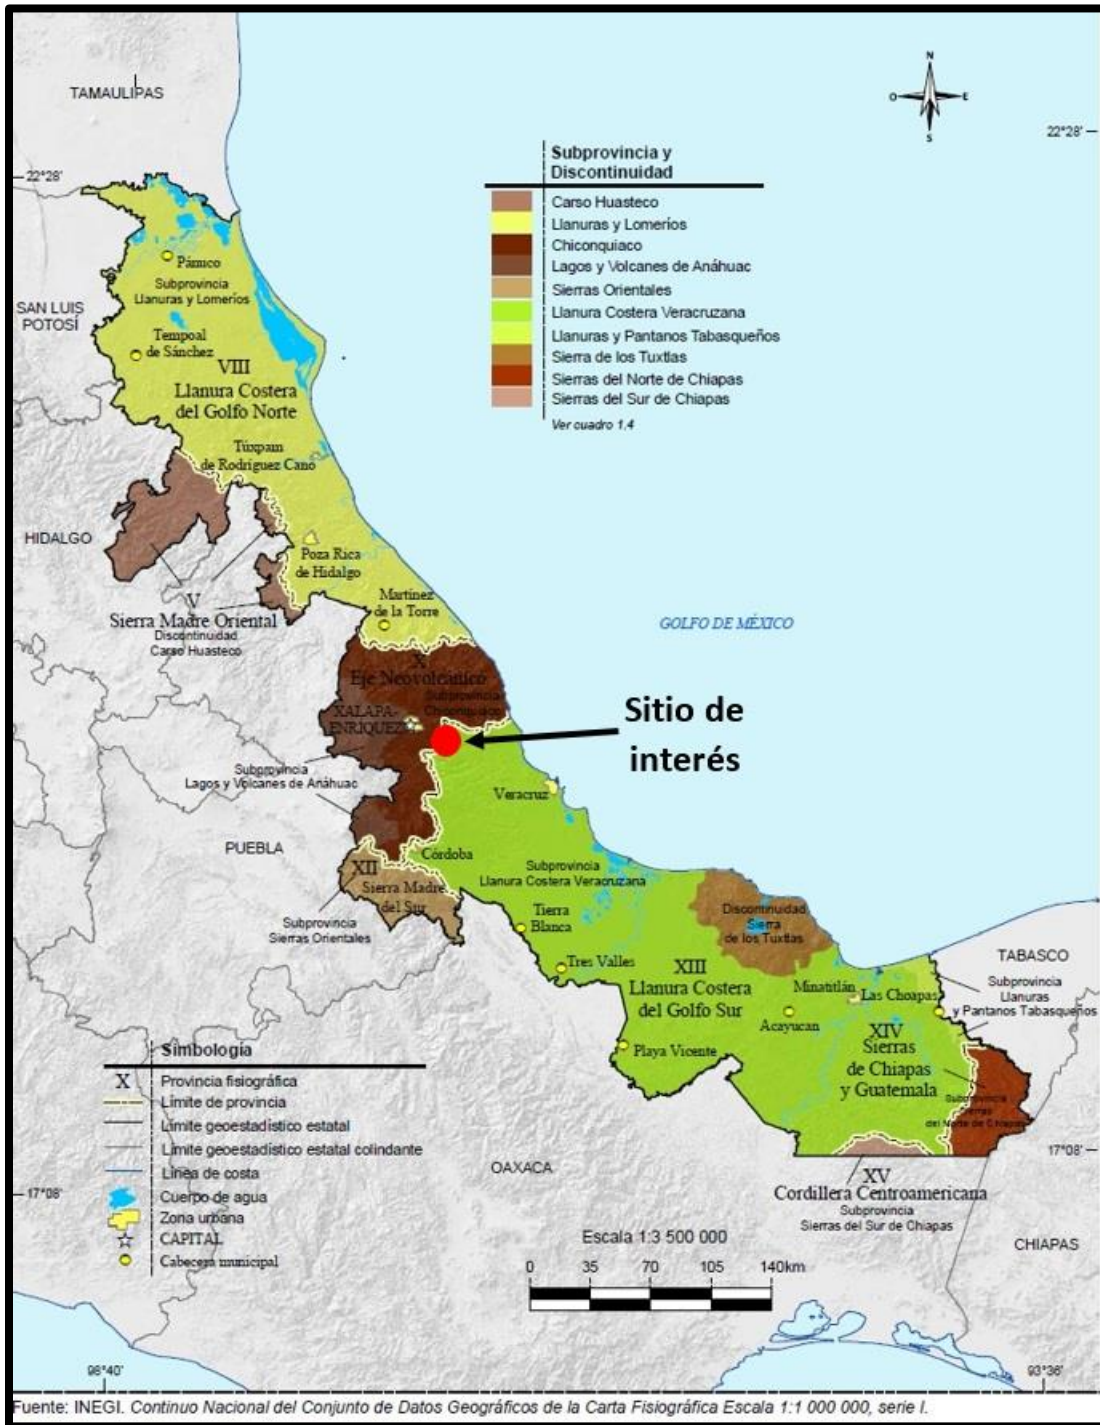 TAMAULIPAS
N
O
E
S
22°28'
22°28'
Subprovincia y
Discontinuidad
Carso Huasteco
Llanuras y Lomeríos
Chiconquiaco
Lagos y Volcanes de Anáhuac
Sierras Orientales
Llanura Costera Veracruzana
Llanuras y Pantanos Tabasqueños
Sierra de los Tuxtlas
Sierras del Norte de Chiapas
Sierras del Sur de Chiapas
Ver cuadro 1.4
Pánuco
Subprovincia
Llanuras y Lomeríos
SAN LUIS
POTOSÍ
Tempoal
de Sánchez
VIII
Llanura Costera
del Golfo Norte
Túxpam
de Rodríguez Cano
HIDALGO
Poza Rica
de Hidalgo
V
Sierra Madre Oriental
Discontinuidad
Carso Huasteco
Martínez
de la Torre
GOLFO DE MÉXICO
X
Eje Neovolcánico
Subprovincia
Chiconquiaco
XALAPA-
ENRIQUEZ
Sitio de
interés
Subprovincia
Lagos y Volcanes de Anáhuac
Veracruz
PUEBLA
Córdoba
XII
Sierra Madre
del Sur
Subprovincia
Llanura Costera Veracruzana
Subprovincia
Sierras Orientales
Tierra
Blanca
Discontinuidad
Sierra
de los Tuxtlas
Tres Valles
XIII
Llanura Costera
del Golfo Sur
Minatitlán
Las Choapas
TABASCO
Subprovincia
Llanuras
y Pantanos Tabasqueños
Acayucan
Playa Vicente
XIV
Sierras
de Chiapas
y Guatemala
Subprovincia
Sierras
del Norte de Chiapas
Simbología
X Provincia fisiográfica
Límite de provincia
Límite geoestadístico estatal
Límite geoestadístico estatal colindante
Línea de costa
Cuerpo de agua
Zona urbana
CAPITAL
Cabecera municipal
17°08'
17°08'
OAXACA
XV
Cordillera Centroamericana
Subprovincia
Sierras del Sur de Chiapas
CHIAPAS
Escala 1:3 500 000
0 35 70 105 140km
98°40'
93°36'
Fuente: INEGI. Continuo Nacional del Conjunto de Datos Geográficos de la Carta Fisiográfica Escala 1:1 000 000, serie I.